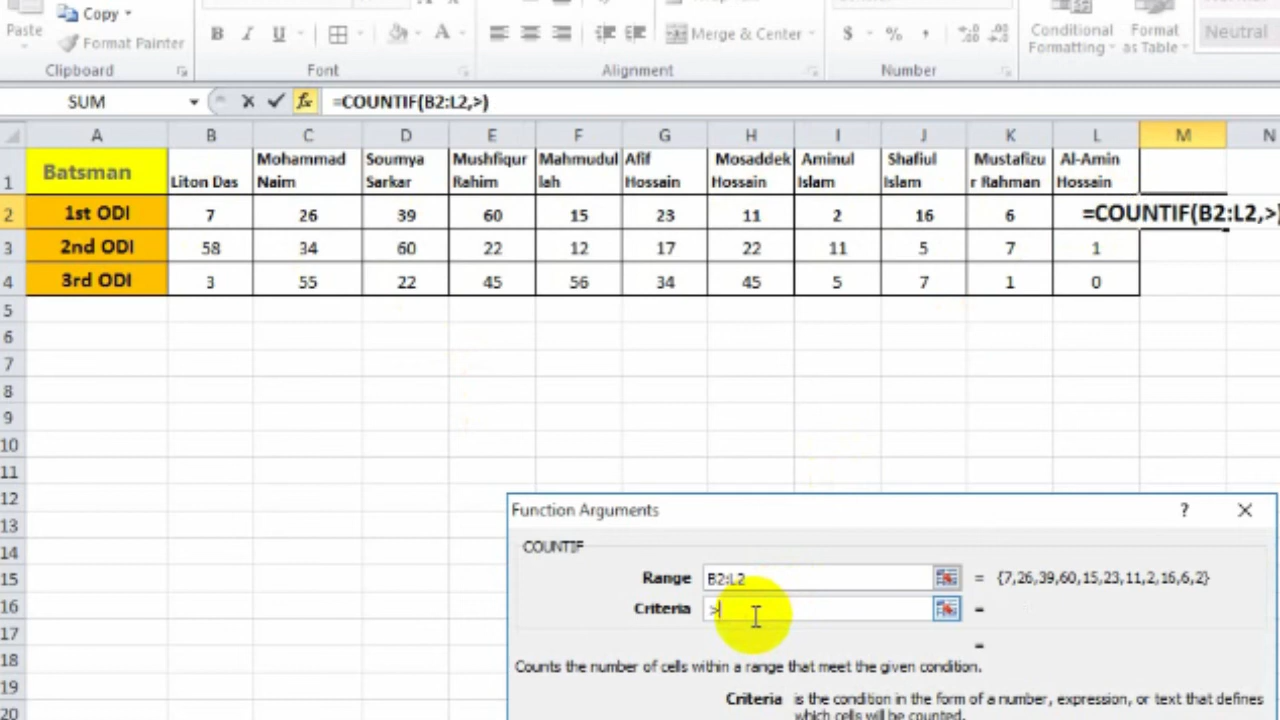 Copy
Paste
Format Painter
B I U
A
Merge & Center
$ % ,
Conditional
Formatting
Format
as Table
Neutral
Clipboard
Font
Alignment
Number
SUM
fx
=COUNTIF(B2:L2,>)
A B C D E F G H I J K L M N
1 Batsman Liton Das Mohammad Naim Soumya Sarkar Mushfiqur Rahim Mahmudul lah Afif Hossain Mosaddek Hossain Aminul Islam Shafiul Islam Mustafizu r Rahman Al-Amin Hossain
2 1st ODI 7 26 39 60 15 23 11 2 16 6 =COUNTIF(B2:L2,>)
3 2nd ODI 58 34 60 22 12 17 22 11 5 7 1
4 3rd ODI 3 55 22 45 56 34 45 5 7 1 0
5
6
7
8
9
10
11
12
13
14
15
16
17
18
19
20
Function Arguments
?
COUNTIF
Range B2:L2 = {7,26,39,60,15,23,11,2,16,6,2}
Criteria > =
=
Counts the number of cells within a range that meet the given condition.
Criteria is the condition in the form of a number, expression, or text that defines
which cells will be counted.